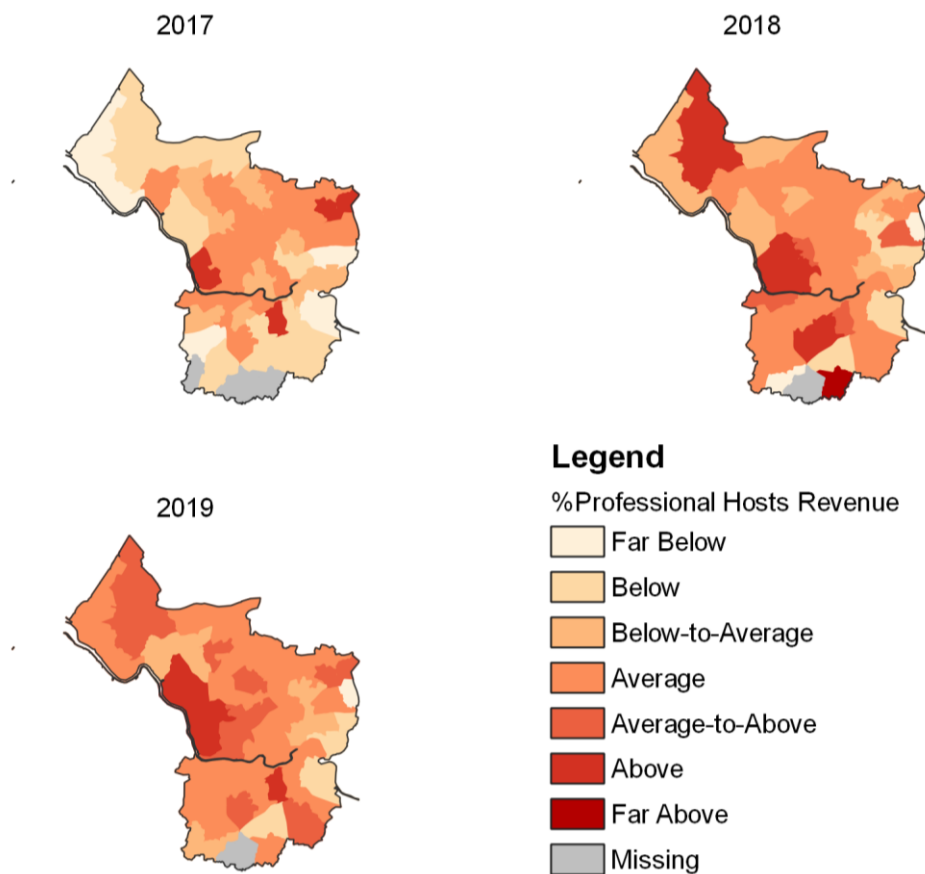 2017
2018
2019
Legend
%Professional Hosts Revenue
Far Below
Below
Below-to-Average
Average
Average-to-Above
Above
Far Above
Missing